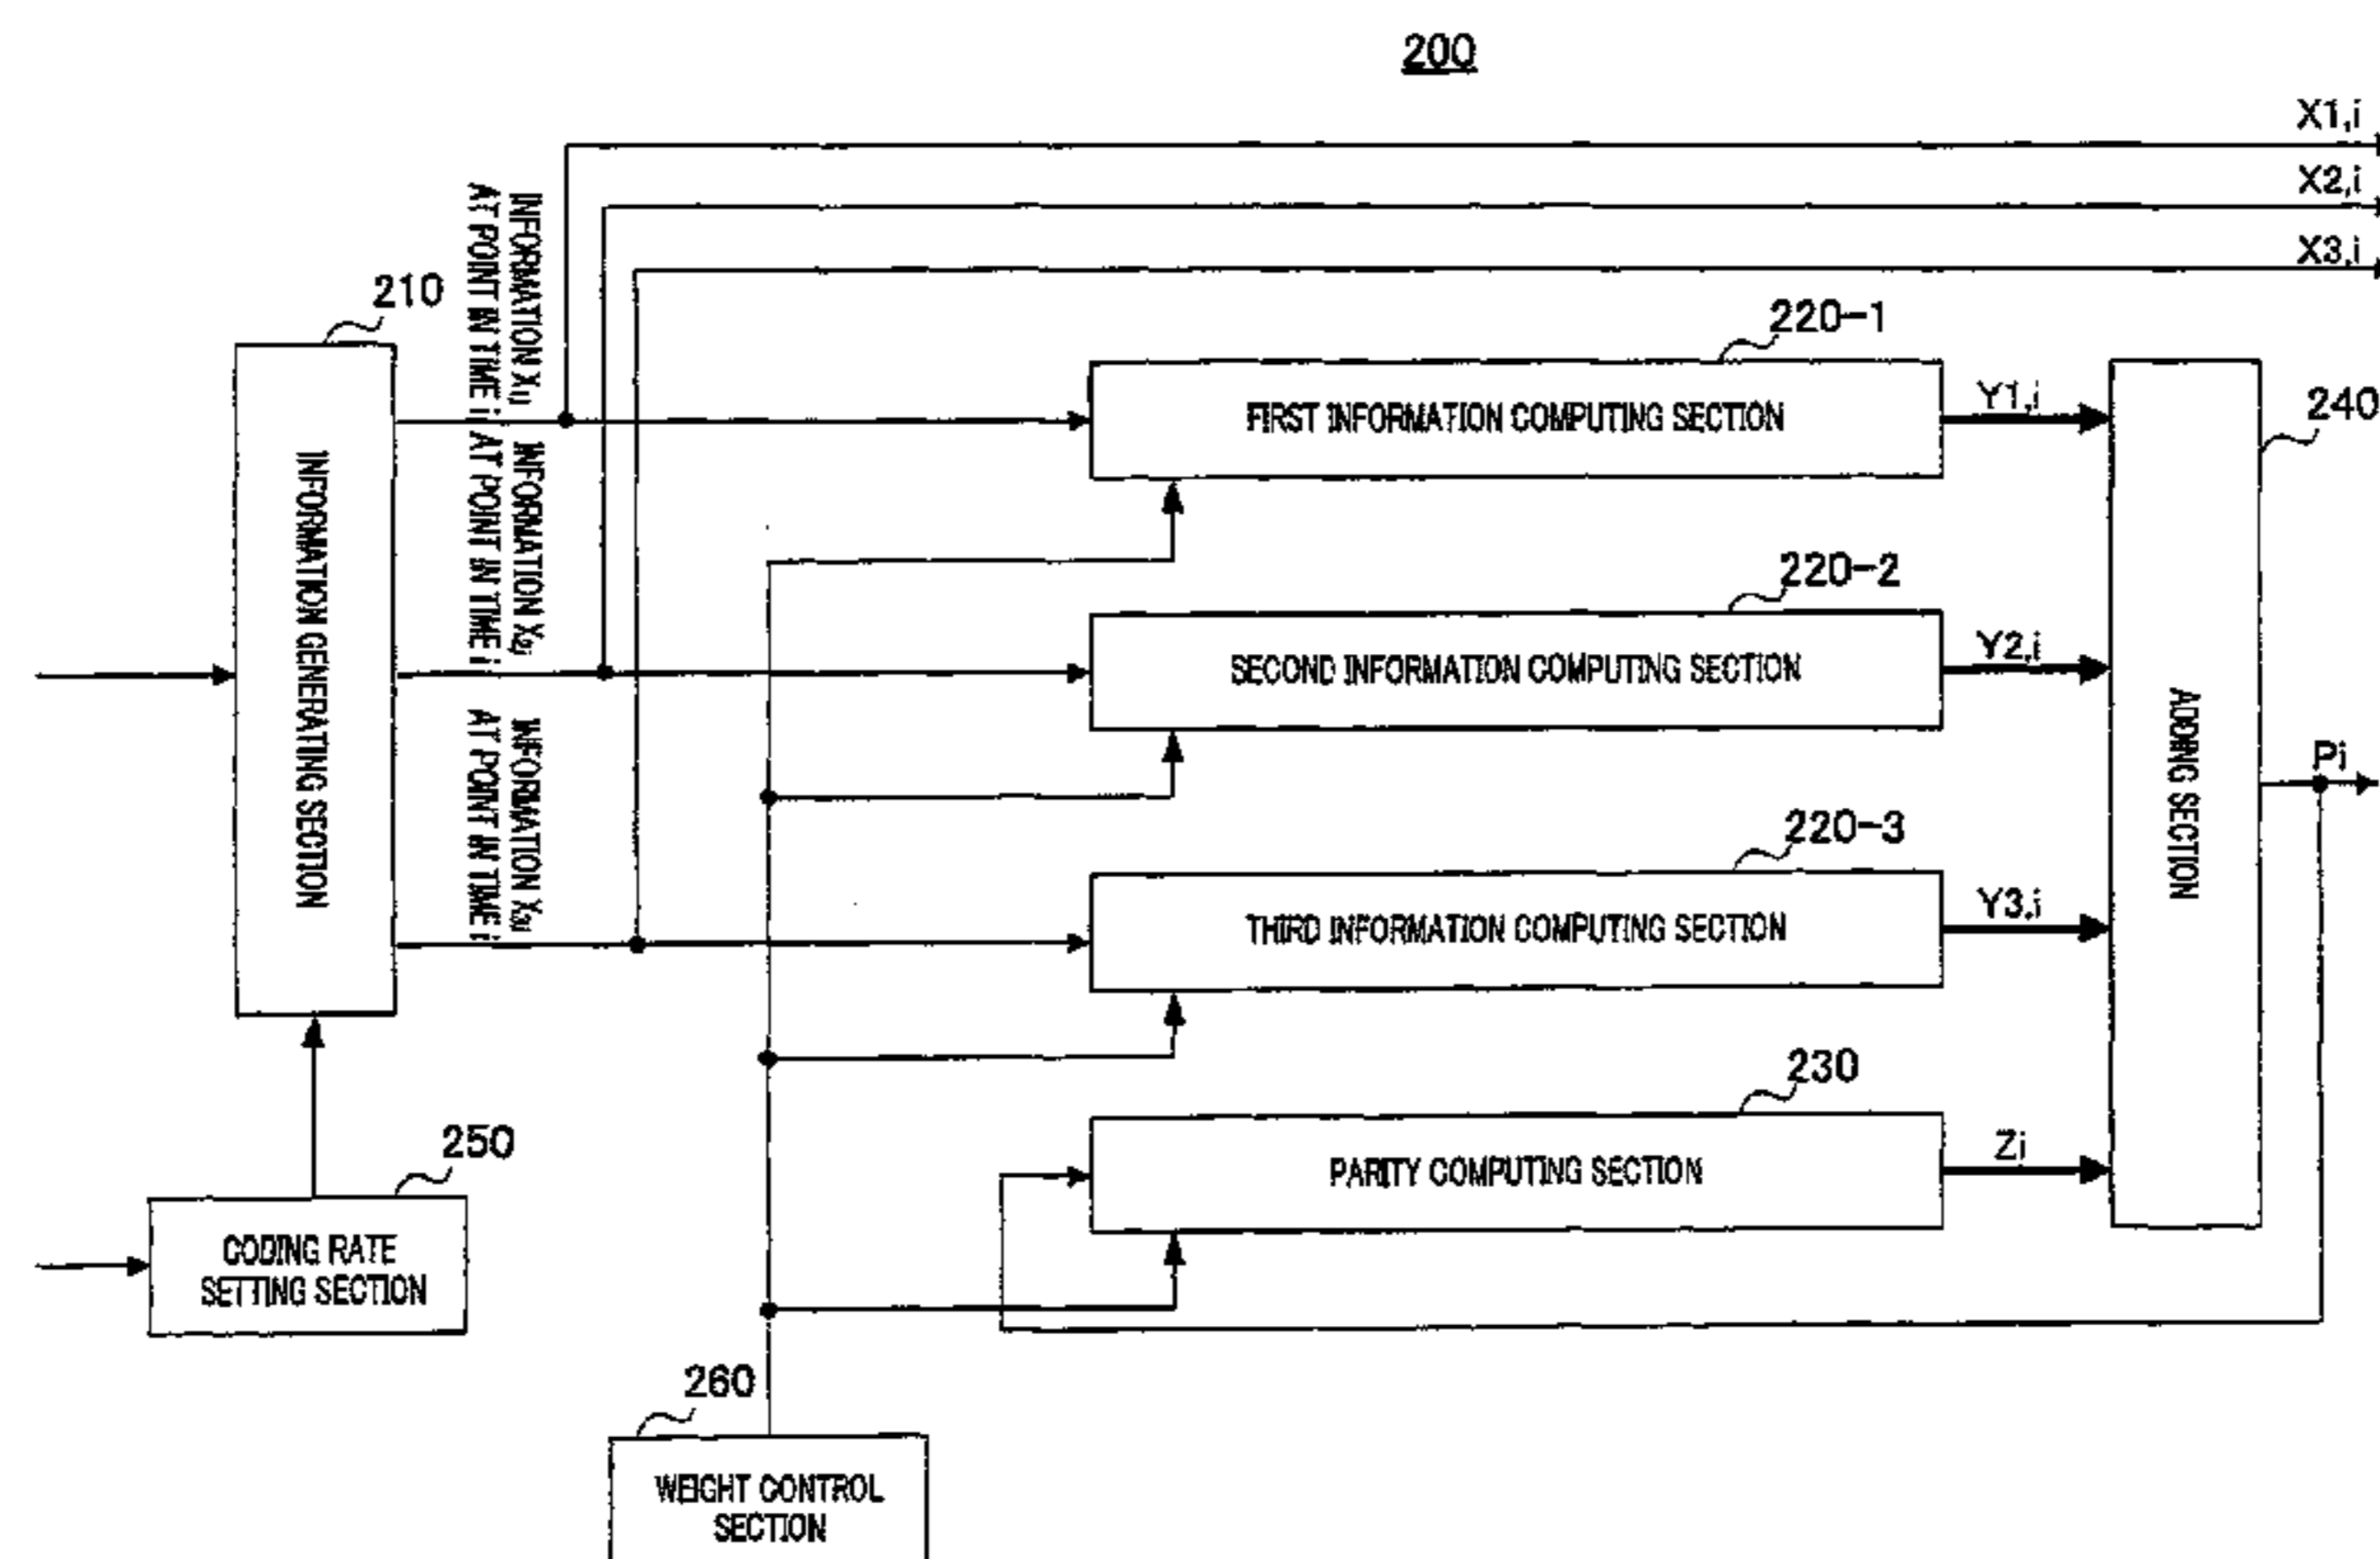 200
X1,i
X2,i
X3,i
210
INFORMATION GENERATING SECTION
INFORMATION X1,i
AT POINT IN TIME i
INFORMATION X2,i
AT POINT IN TIME i
INFORMATION X3,i
AT POINT IN TIME i
220-1
FIRST INFORMATION COMPUTING SECTION
Y1,i
220-2
SECOND INFORMATION COMPUTING SECTION
Y2,i
220-3
THIRD INFORMATION COMPUTING SECTION
Y3,i
230
PARITY COMPUTING SECTION
Zi
240
ADDING SECTION
Pi
250
CODING RATE
SETTING SECTION
260
WEIGHT CONTROL
SECTION